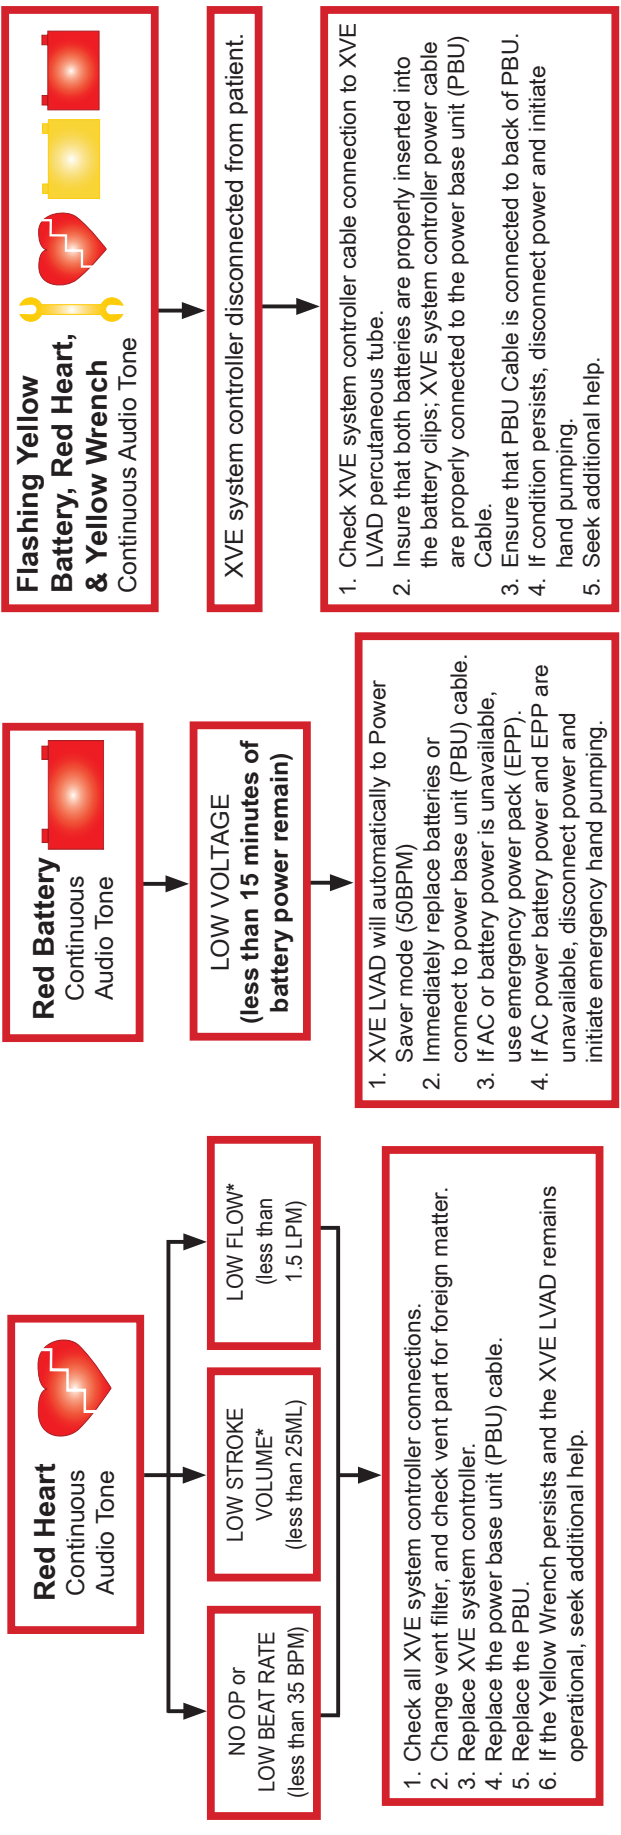 Red Heart
Continuous
Audio Tone
NO OP or
LOW BEAT RATE
(less than 35 BPM)
LOW STROKE
VOLUME*
(less than 25ML)
LOW FLOW*
(less than
1.5 LPM)
1. Check all XVE system controller connections.
2. Change vent filter, and check vent part for foreign matter.
3. Replace XVE system controller.
4. Replace the power base unit (PBU) cable.
5. Replace the PBU.
6. If the Yellow Wrench persists and the XVE LVAD remains
operational, seek additional help.
Red Battery
Continuous
Audio Tone
LOW VOLTAGE
(less than 15 minutes of
battery power remain)
1. XVE LVAD will automatically to Power
Saver mode (50BPM)
2. Immediately replace batteries or
connect to power base unit (PBU) cable.
3. If AC or battery power is unavailable,
use emergency power pack (EPP).
4. If AC power battery power and EPP are
unavailable, disconnect power and
initiate emergency hand pumping.
Flashing Yellow
Battery, Red Heart,
& Yellow Wrench
Continuous Audio Tone
XVE system controller disconnected from patient.
1. Check XVE system controller cable connection to XVE
LVAD percutaneous tube.
2. Insure that both batteries are properly inserted into
the battery clips; XVE system controller power cable
are properly connected to the power base unit (PBU)
Cable.
3. Ensure that PBU Cable is connected to back of PBU.
4. If condition persists, disconnect power and initiate
hand pumping.
5. Seek additional help.